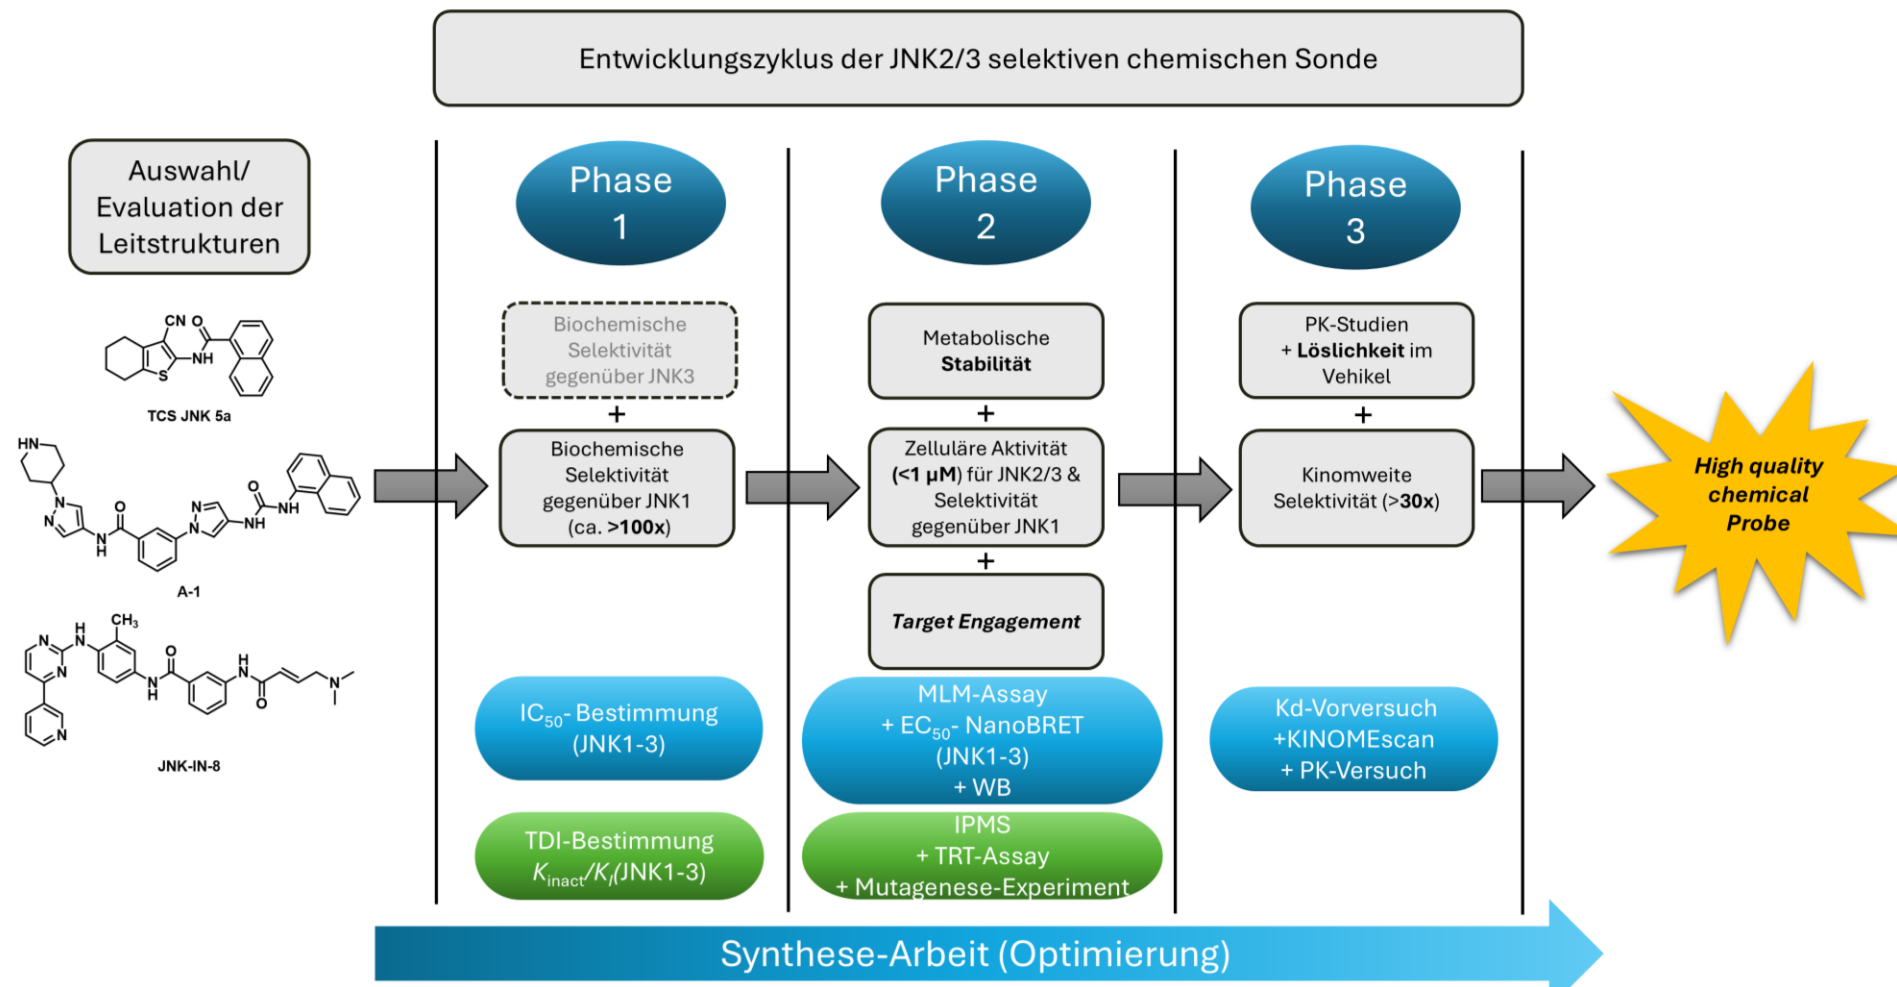 Entwicklungszyklus der JNK2/3 selektiven chemischen Sonde
Auswahl/
Evaluation der
Leitstrukturen
CN
O
NH
S
TCS JNK 5a
HN
N
N
O
N
H
N
N
O
NH
NH
A-1
N
N
H
N
CH₃
N
O
N
H
H
N
O
N
JNK-IN-8
Phase
1
Biochemische
Selektivität
gegenüber JNK3
+
Biochemische
Selektivität
gegenüber JNK1
(ca. >100x)
IC₅₀- Bestimmung
(JNK1-3)
TDI-Bestimmung
Kinact/KI(JNK1-3)
Phase
2
Metabolische
Stabilität
+
Zelluläre Aktivität
(<1 µM) für JNK2/3 &
Selektivität
gegenüber JNK1
+
Target Engagement
MLM-Assay
+ EC₅₀- NanoBRET
(JNK1-3)
+ WB
IPMS
+ TRT-Assay
+ Mutagenese-Experiment
Phase
3
PK-Studien
+ Löslichkeit im
Vehikel
+
Kinomweite
Selektivität (>30x)
Kd-Vorversuch
+KINOMEscan
+ PK-Versuch
High quality
chemical
Probe
Synthese-Arbeit (Optimierung)